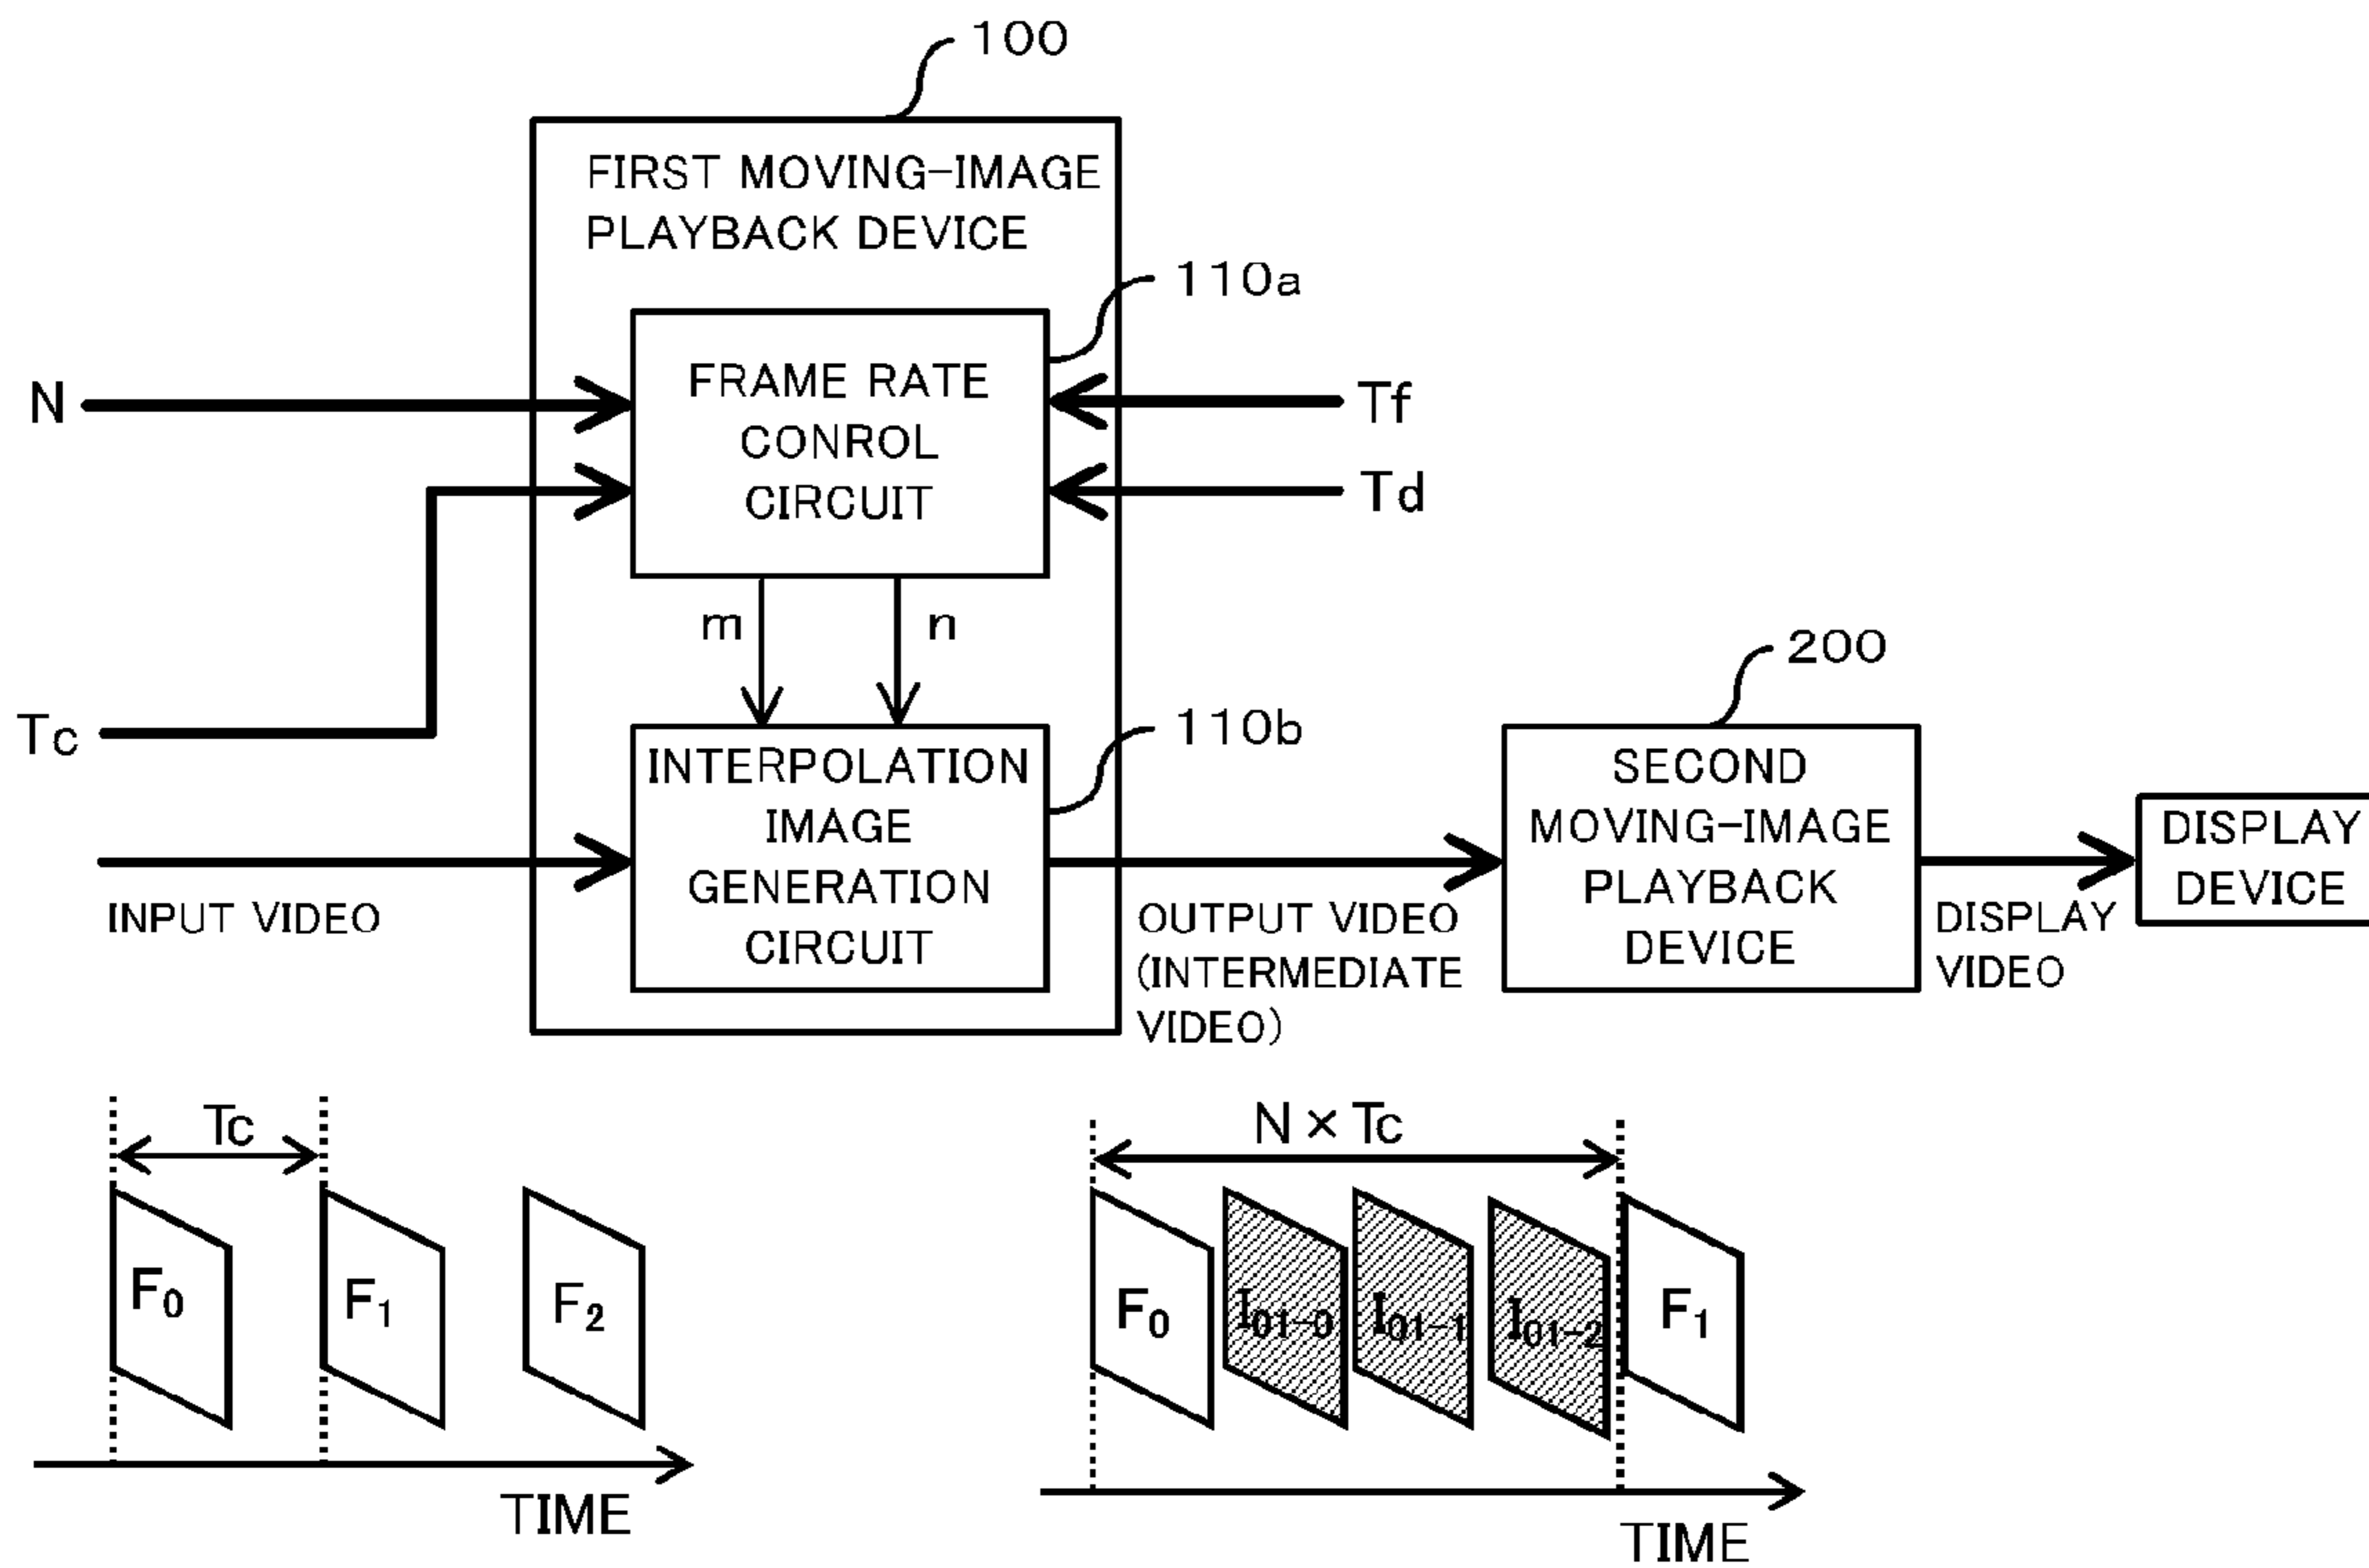 100
FIRST MOVING-IMAGE
PLAYBACK DEVICE
110a
N
FRAME RATE
CONROL
CIRCUIT
Tf
Td
m
n
200
Tc
110b
INTERPOLATION
IMAGE
GENERATION
CIRCUIT
SECOND
MOVING-IMAGE
PLAYBACK
DEVICE
DISPLAY
DEVICE
INPUT VIDEO
OUTPUT VIDEO
(INTERMEDIATE
VIDEO)
DISPLAY
VIDEO
Tc
N × Tc
F0
F1
F2
F0
I01-0
I01-1
I01-2
F1
TIME
TIME